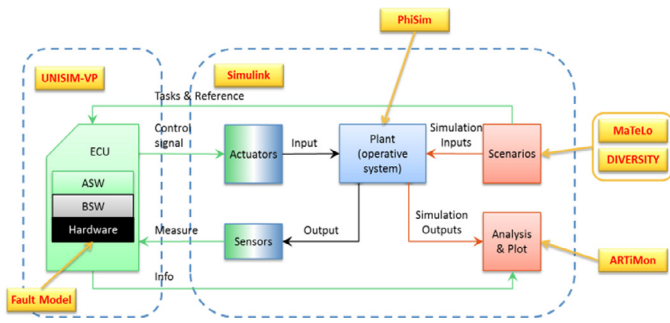 PhiSim
UNISIM-VP
Simulink
Tasks & Reference
Control
signal
Input
Simulation
Inputs
MaTeLo
DIVERSITY
ECU
ASW
BSW
Hardware
Actuators
Plant
(operative
system)
Scenarios
Measure
Sensors
Output
Simulation
Outputs
Analysis
& Plot
ARTiMon
Info
Fault Model